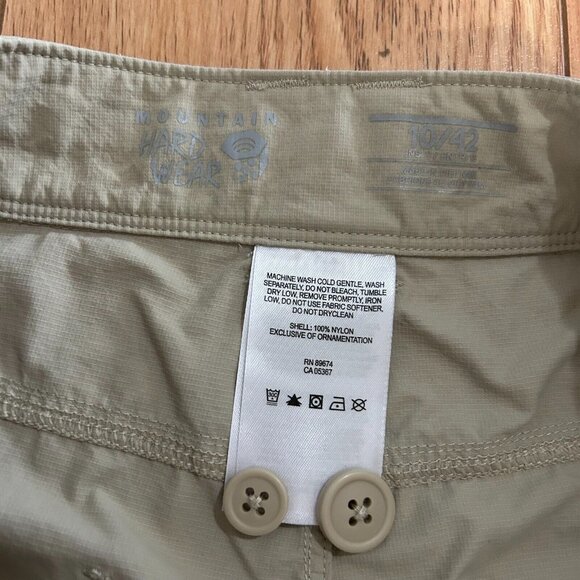 MOUNTAIN
HARD
WEAR
10/42
MACHINE WASH COLD GENTLE, WASH
SEPARATELY, DO NOT BLEACH, TUMBLE
DRY LOW, REMOVE PROMPTLY, IRON
LOW, DO NOT USE FABRIC SOFTENER,
DO NOT DRYCLEAN
SHELL: 100% NYLON
EXCLUSIVE OF ORNAMENTATION
RN 89674
CA 05367